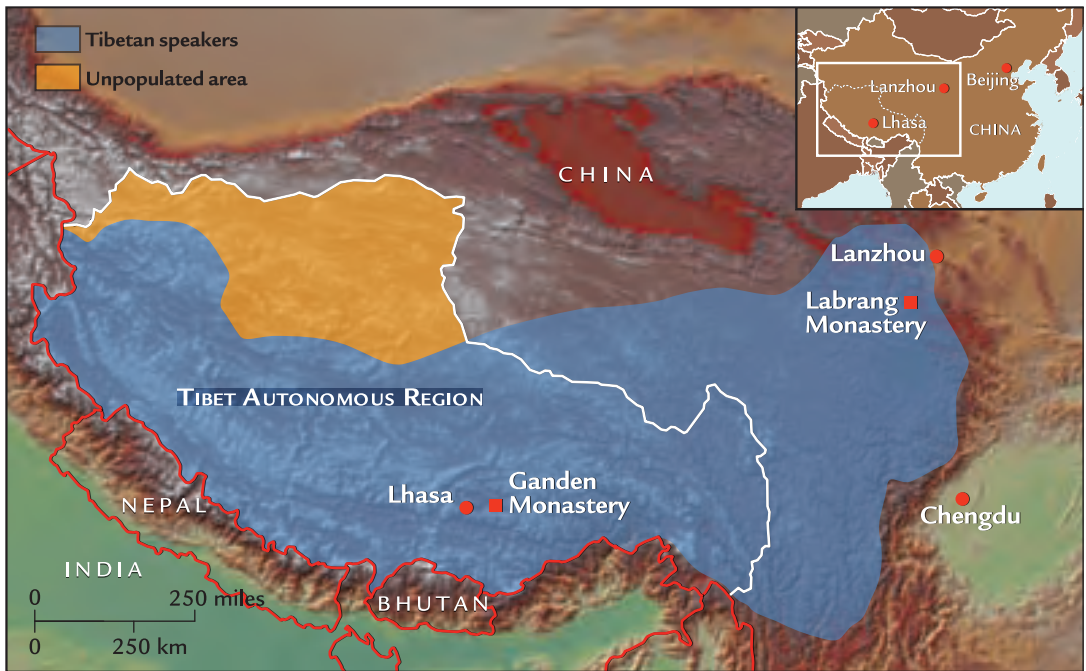 Tibetan speakers
Unpopulated area
Beijing
Lanzhou
Lhasa
CHINA
CHINA
Lanzhou
Labrang
Monastery
TIBET AUTONOMOUS REGION
Lhasa
Ganden
Monastery
Chengdu
NEPAL
INDIA
BHUTAN
0 250 miles
0 250 km